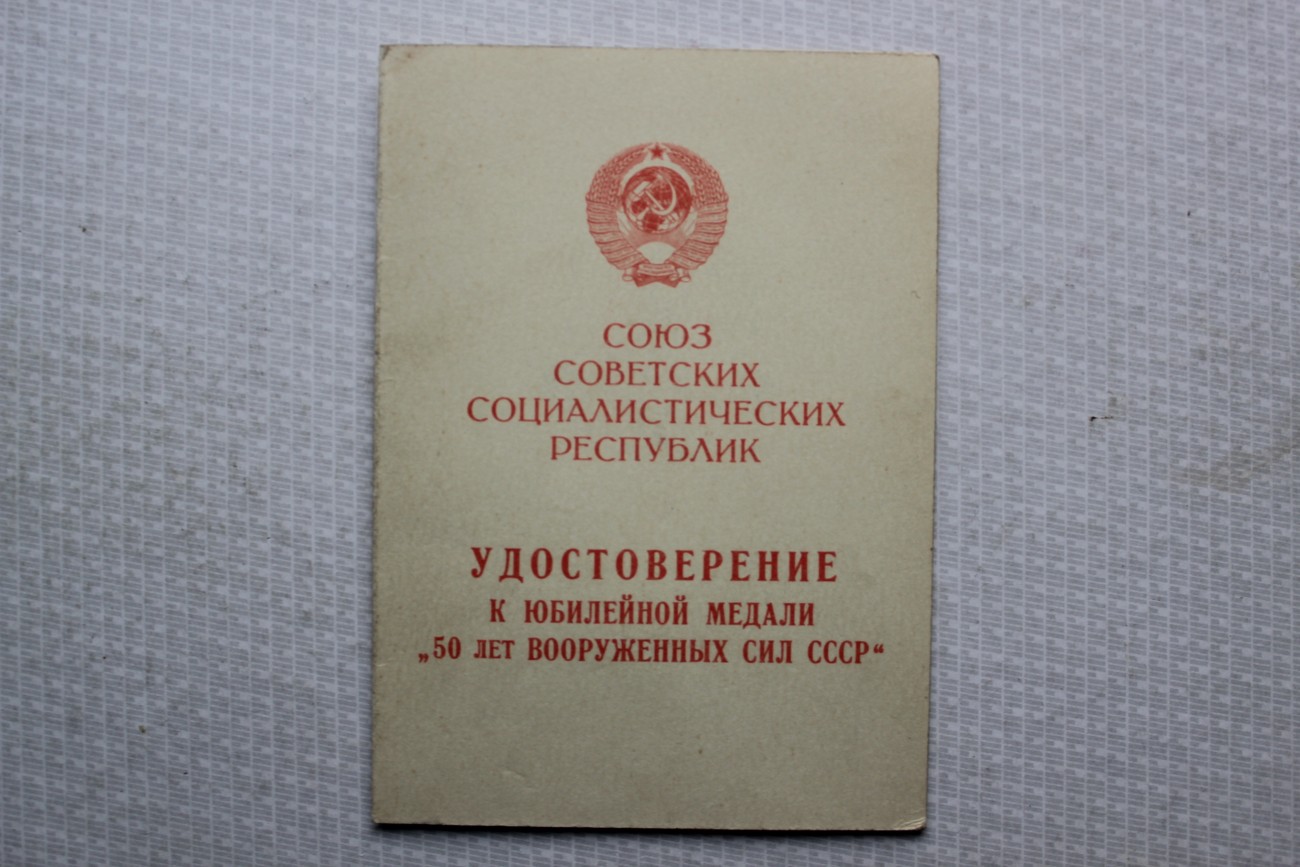 СОЮЗ
СОВЕТСКИХ
СОЦИАЛИСТИЧЕСКИХ
РЕСПУБЛИК
УДОСТОВЕРЕНИЕ
К ЮБИЛЕЙНОЙ МЕДАЛИ
„50 ЛЕТ ВООРУЖЕННЫХ СИЛ СССР“